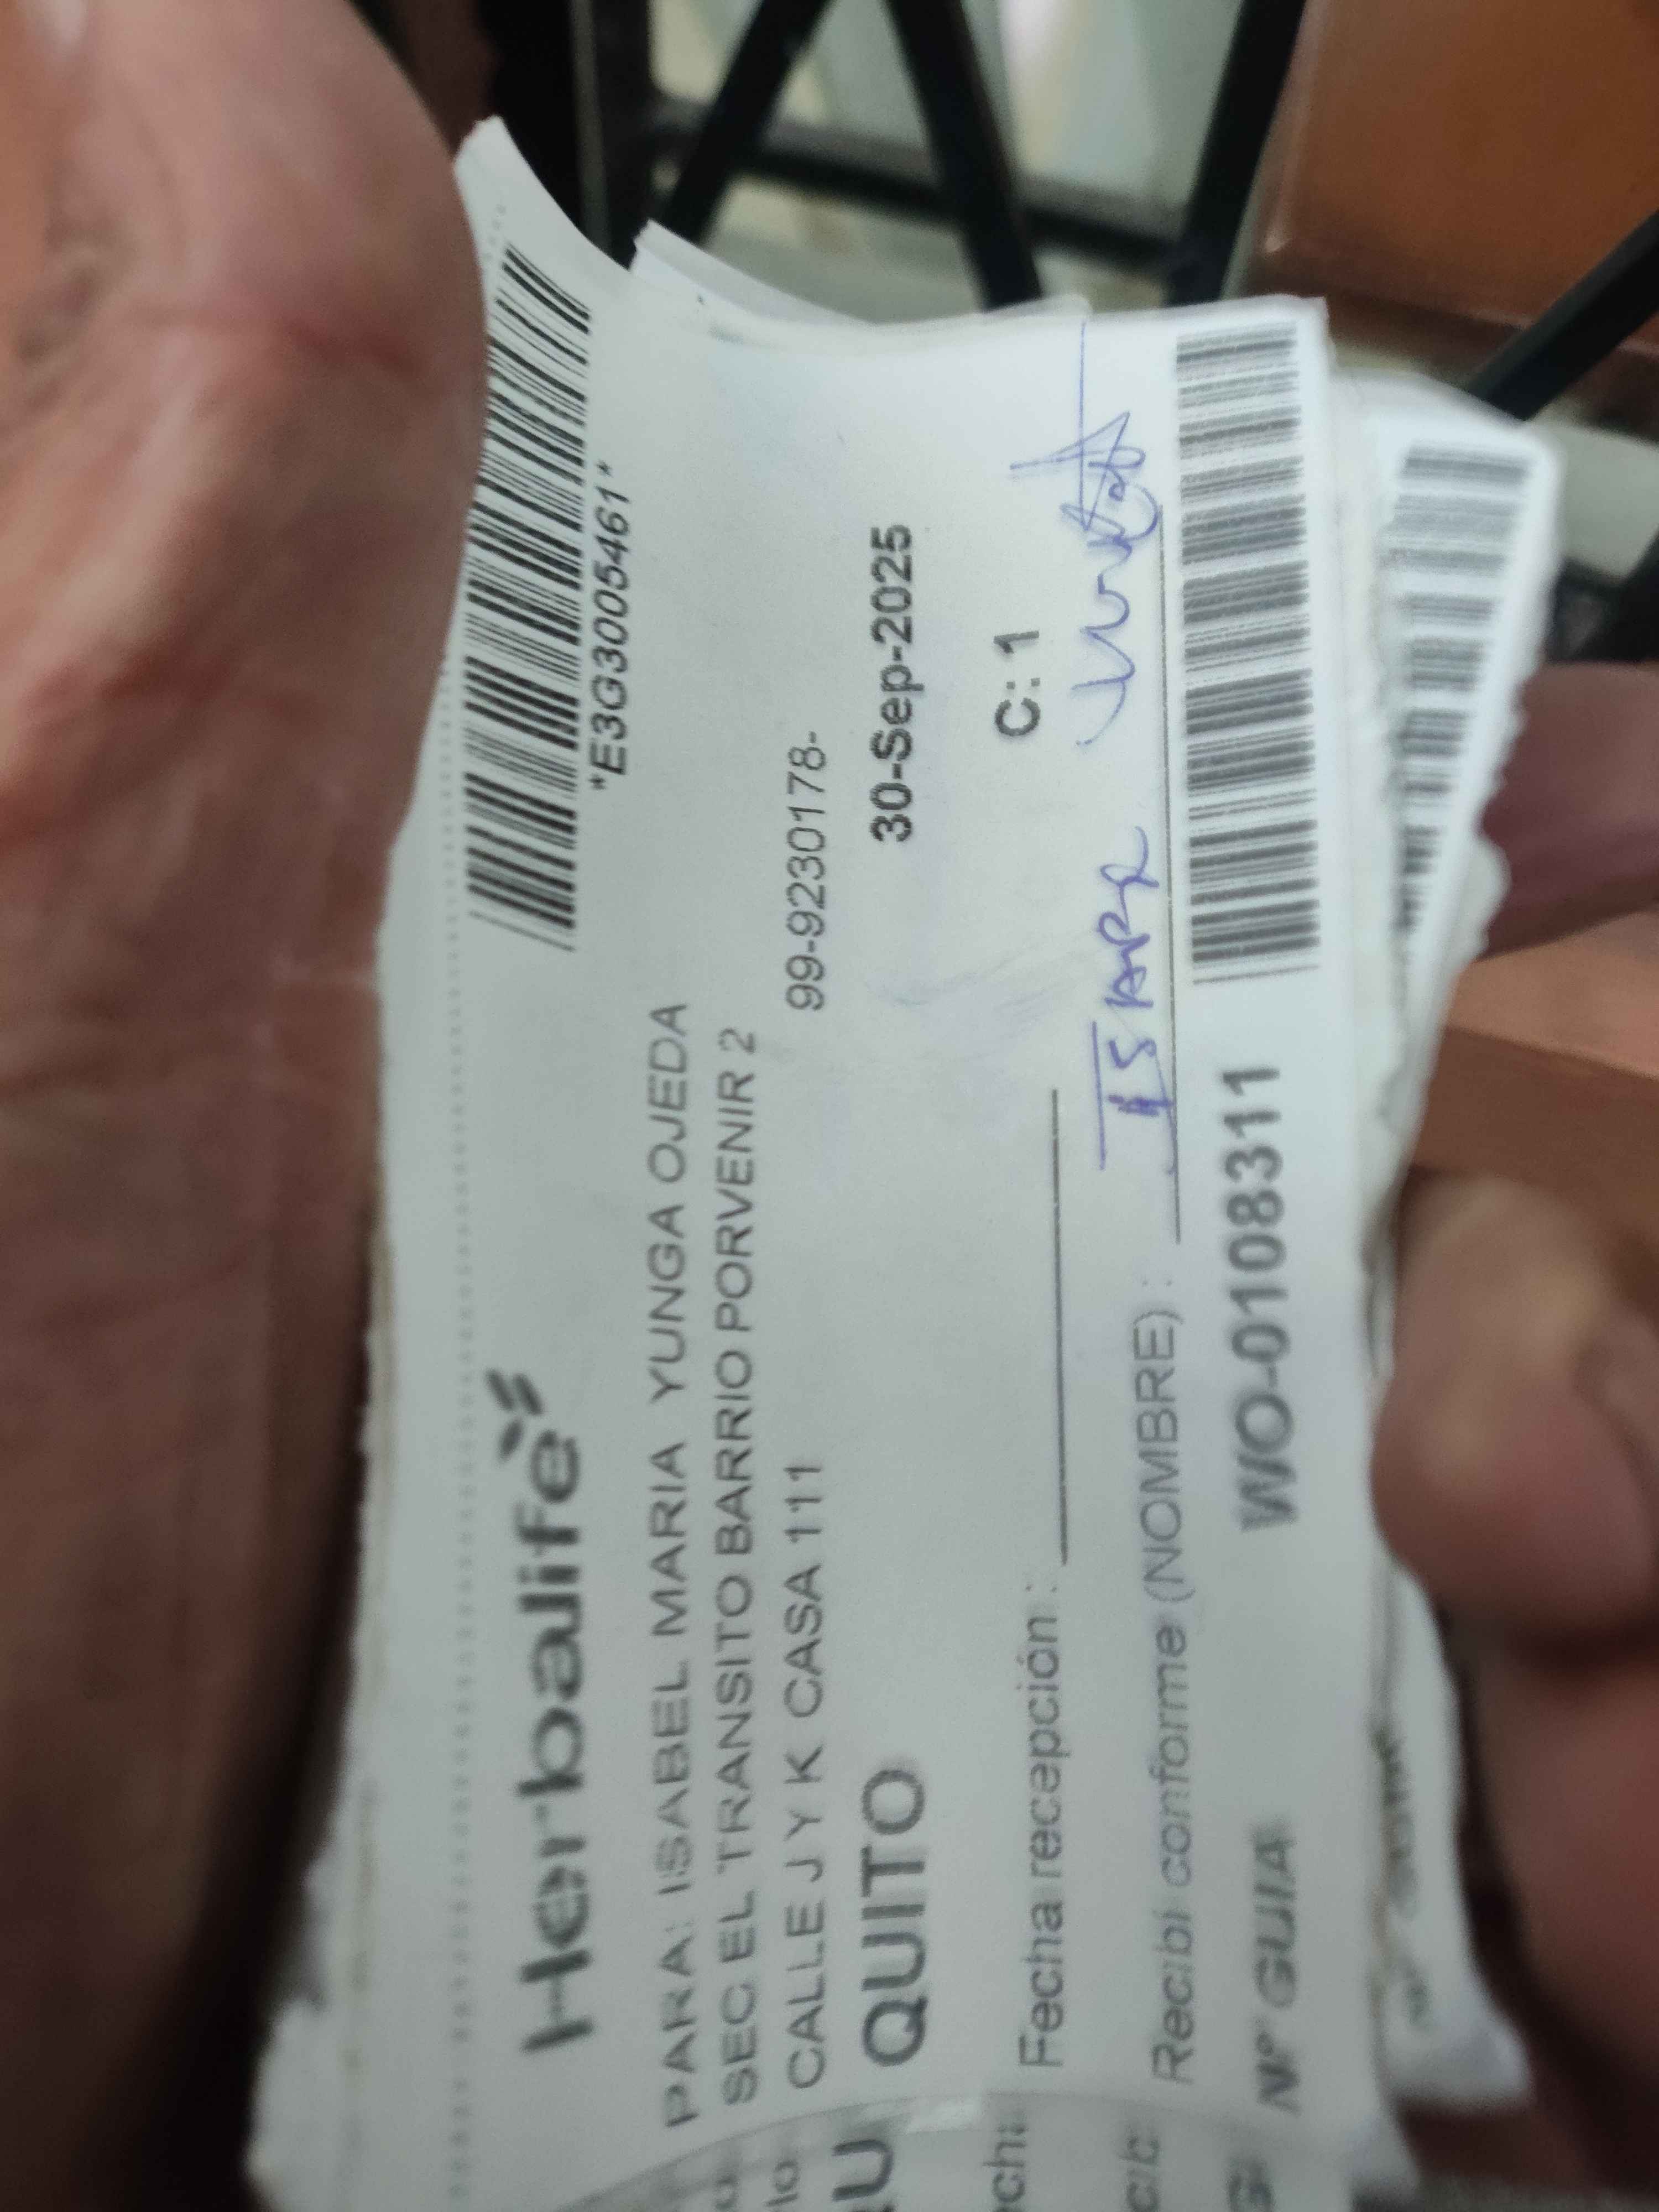 Herbalife
*E3G3005461*
PARA: ISABEL MARIA YUNGA OJEDA
SEC EL TRANSITO BARRIO PORVENIR 2
CALLE J Y K CASA 111
99-9230178-
QUITO
30-Sep-2025
C: 1
Fecha recepción :
Recibi conforme (NOMBRE) :
Nº GUIA
WO-0108311